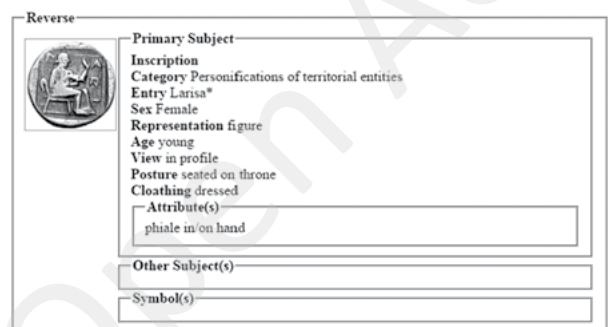 Reverse
Primary Subject
Inscription
Category Personifications of territorial entities
Entry Larisa*
Sex Female
Representation figure
Age young
View in profile
Posture seated on throne
Cloathing dressed
Attribute(s)
phiale in/on hand
Other Subject(s)
Symbol(s)